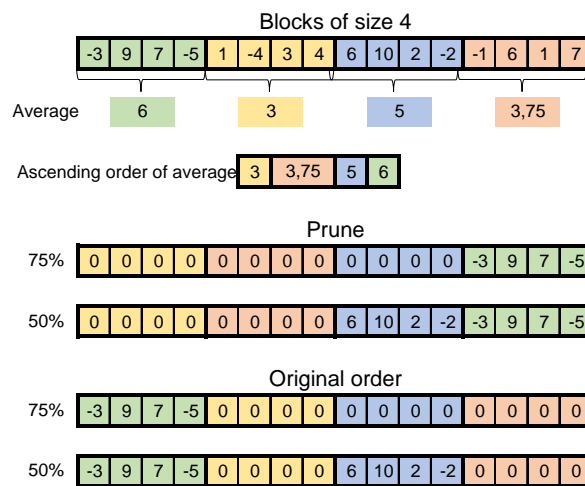 Blocks of size 4
-3 9 7 -5 1 -4 3 4 6 10 2 -2 -1 6 1 7
Average 6 3 5 3,75
Ascending order of average 3 3,75 5 6
Prune
75% 0 0 0 0 0 0 0 0 0 0 0 0 -3 9 7 -5
50% 0 0 0 0 0 0 0 0 6 10 2 -2 -3 9 7 -5
Original order
75% -3 9 7 -5 0 0 0 0 0 0 0 0 0 0 0 0
50% -3 9 7 -5 0 0 0 0 6 10 2 -2 0 0 0 0